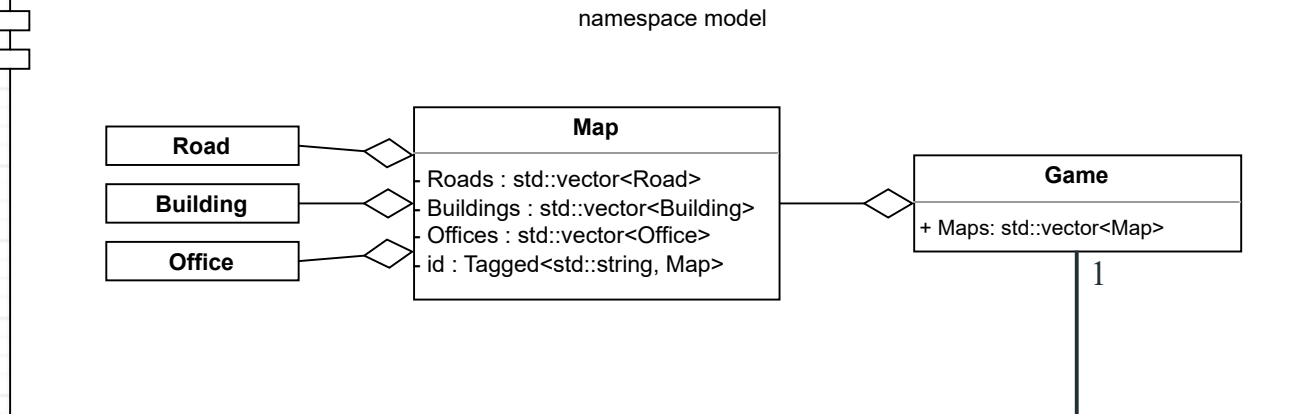 namespace model
Road
Building
Office
Map
- Roads : std::vector<Road>
- Buildings : std::vector<Building>
- Offices : std::vector<Office>
- id : Tagged<std::string, Map>
Game
+ Maps: std::vector<Map>
1